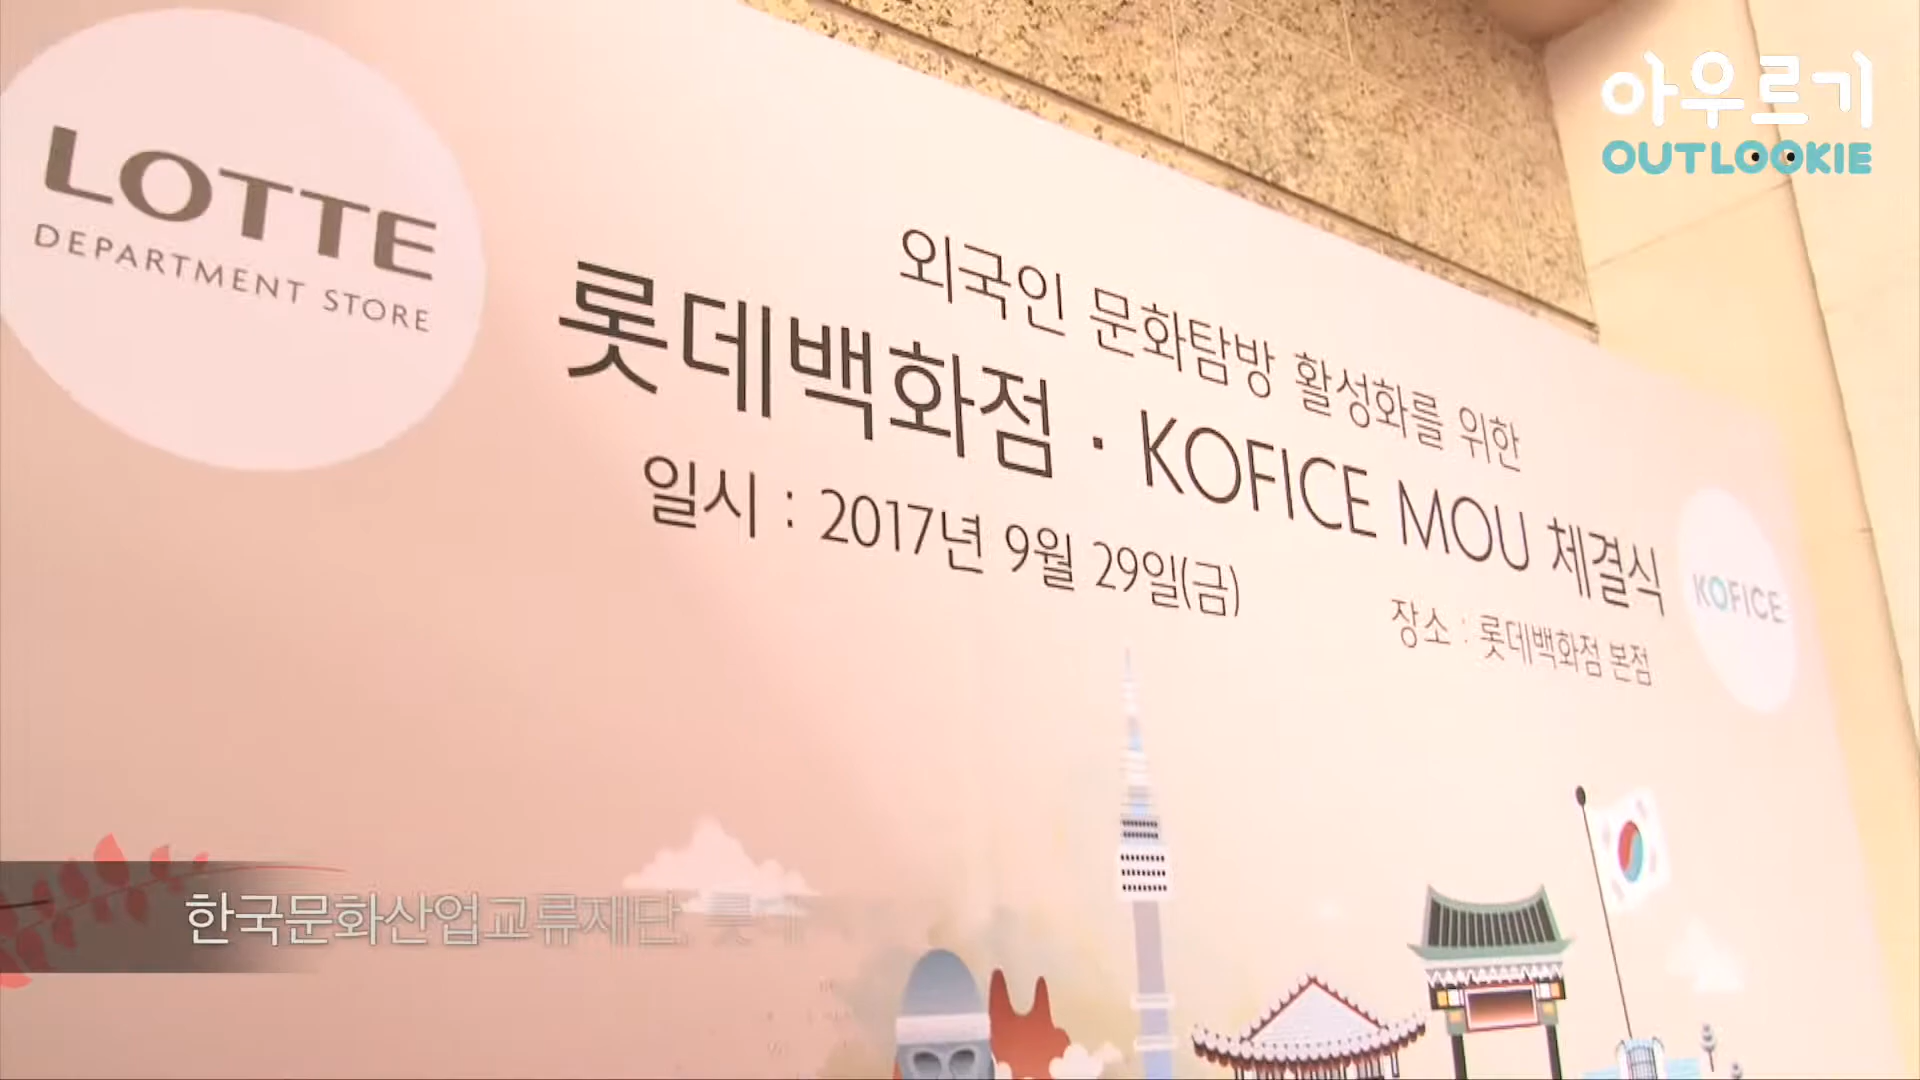 아우르기
OUTLOOKIE
LOTTE
DEPARTMENT STORE
외국인 문화탐방 활성화를 위한
롯데백화점 · KOFICE MOU 체결식
일시 : 2017년 9월 29일(금)
장소 : 롯데백화점 본점
KOFICE
한국문화산업교류재단, 롯데